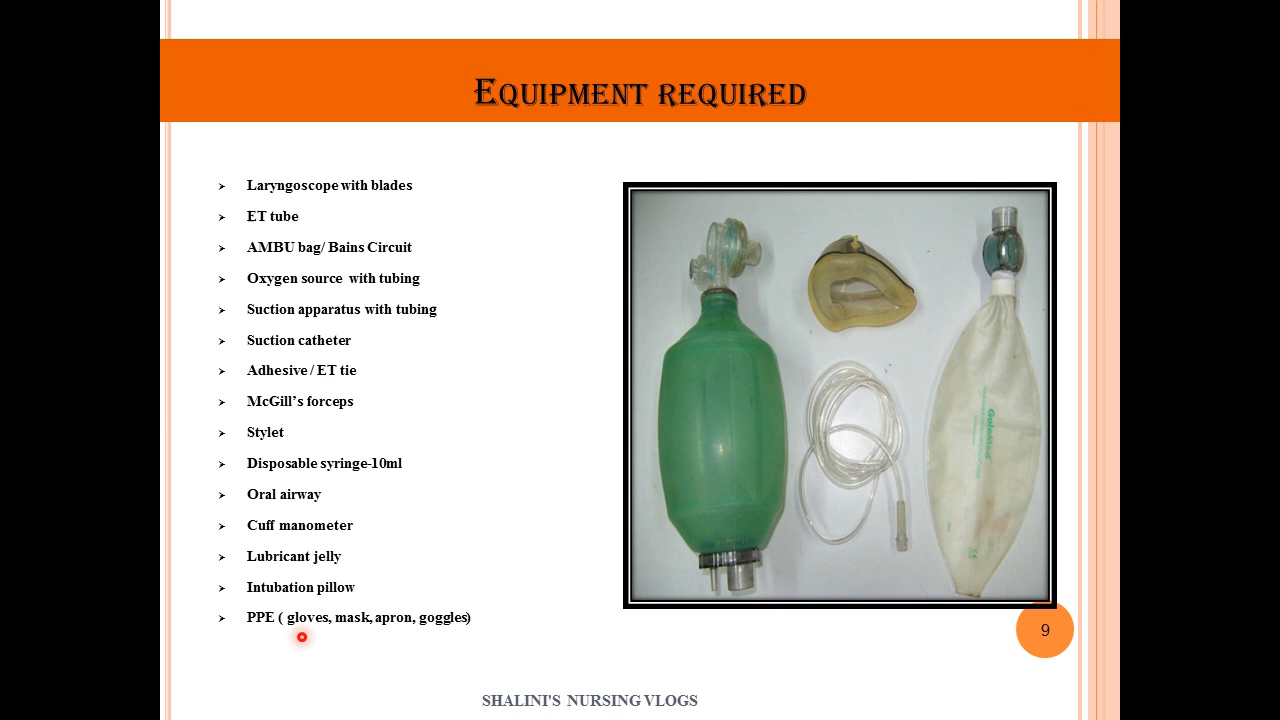 Equipment required
Laryngoscope with blades
ET tube
AMBU bag/ Bains Circuit
Oxygen source with tubing
Suction apparatus with tubing
Suction catheter
Adhesive / ET tie
McGill’s forceps
Stylet
Disposable syringe-10ml
Oral airway
Cuff manometer
Lubricant jelly
Intubation pillow
PPE ( gloves, mask, apron, goggles)
9
SHALINI'S NURSING VLOGS